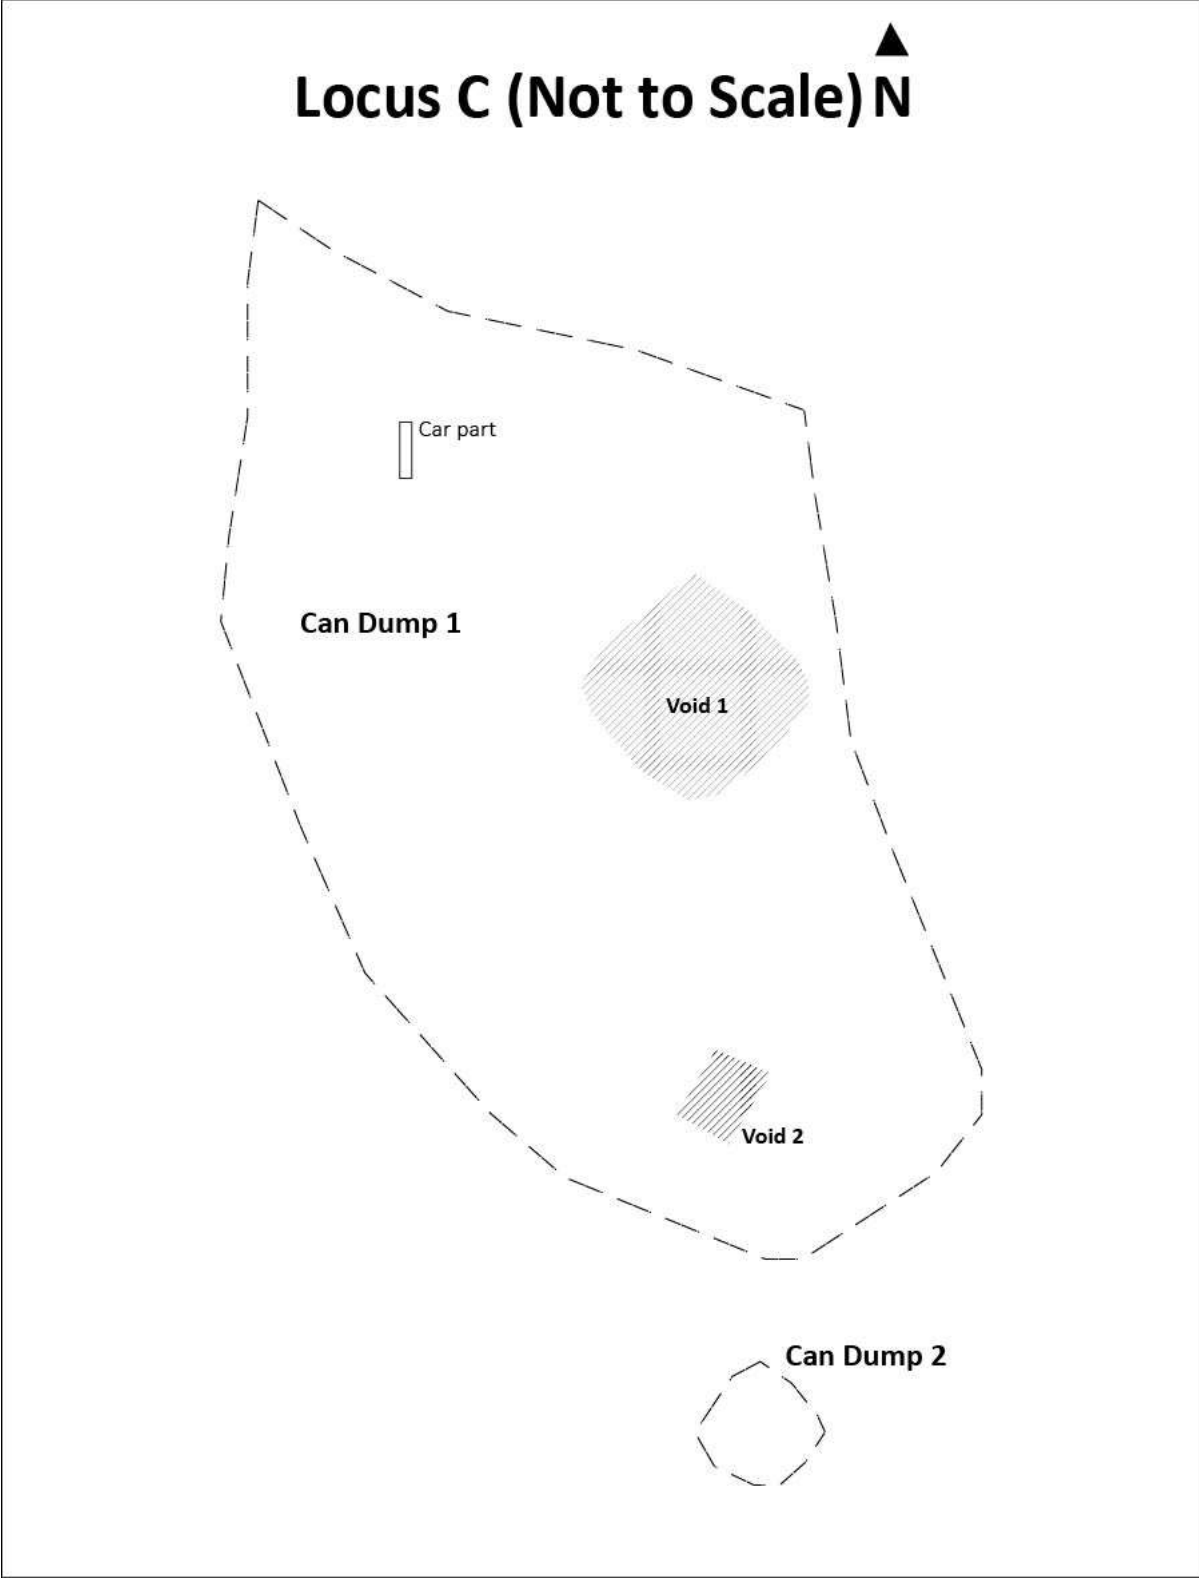 Locus C (Not to Scale) N
Car part
Can Dump 1
Void 1
Void 2
Can Dump 2